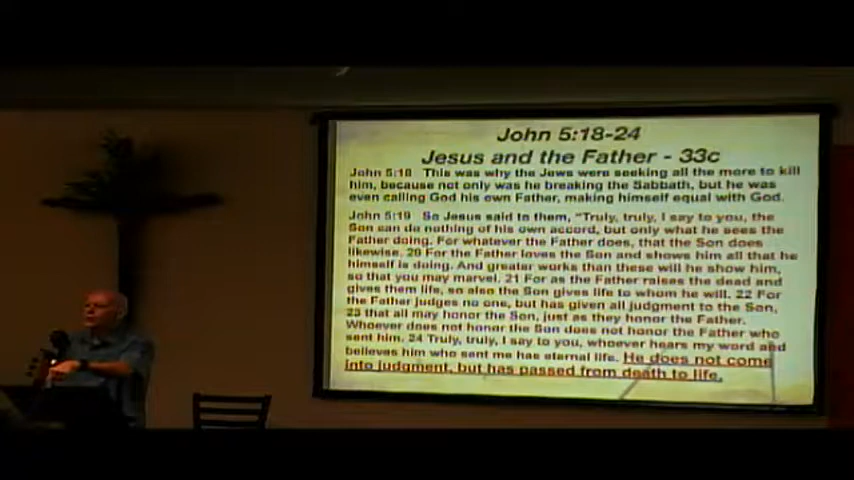 John 5:18-24
Jesus and the Father - 33c
John 5:18 This was why the Jews were seeking all the more to kill
him, because not only was he breaking the Sabbath, but he was
even calling God his own Father, making himself equal with God.
John 5:19 So Jesus said to them, “Truly, truly, I say to you, the
Son can do nothing of his own accord, but only what he sees the
Father doing. For whatever the Father does, that the Son does
likewise. 20 For the Father loves the Son and shows him all that he
himself is doing. And greater works than these will he show him,
so that you may marvel. 21 For as the Father raises the dead and
gives them life, so also the Son gives life to whom he will. 22 For
the Father judges no one, but has given all judgment to the Son,
23 that all may honor the Son, just as they honor the Father.
Whoever does not honor the Son does not honor the Father who
sent him. 24 Truly, truly, I say to you, whoever hears my word and
believes him who sent me has eternal life. He does not come
into judgment, but has passed from death to life.